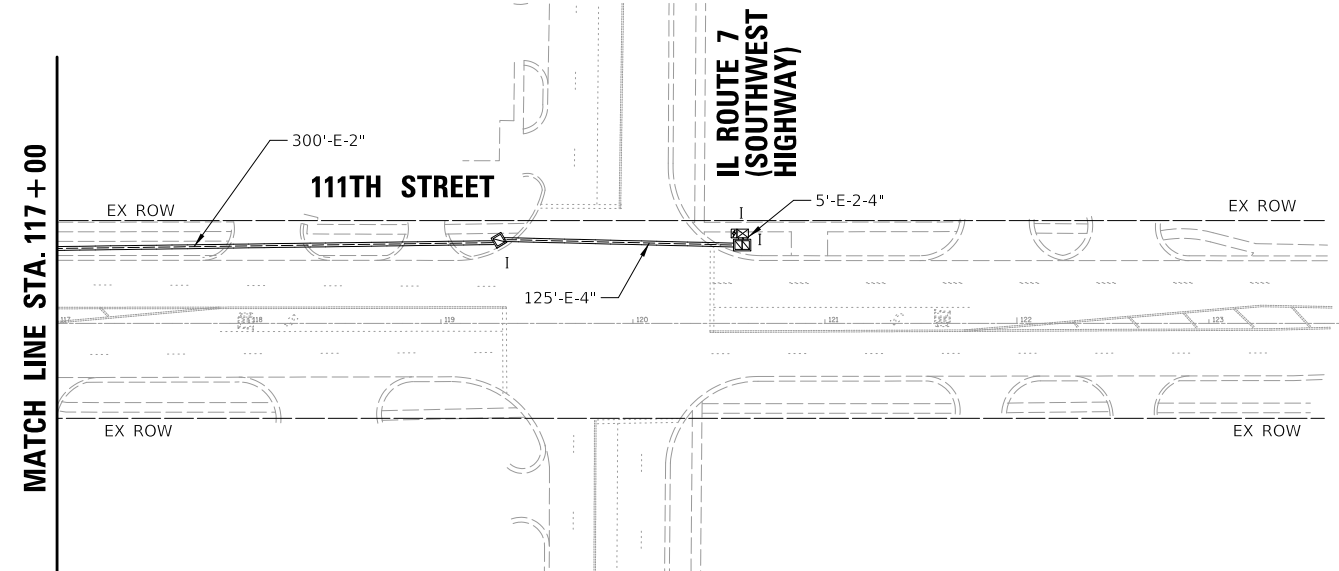 IL ROUTE 7
(SOUTHWEST
HIGHWAY)
300'-E-2"
111TH STREET
MATCH LINE STA. 117+00
EX ROW
5'-E-2-4"
EX ROW
I
I
I
125'-E-4"
117
118
119
120
121
122
123
EX ROW
EX ROW